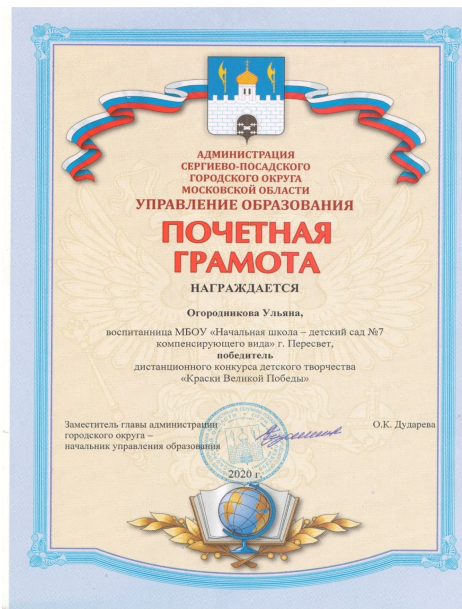 АДМИНИСТРАЦИЯ
СЕРГИЕВО-ПОСАДСКОГО
ГОРОДСКОГО ОКРУГА
МОСКОВСКОЙ ОБЛАСТИ
УПРАВЛЕНИЕ ОБРАЗОВАНИЯ
ПОЧЕТНАЯ
ГРАМОТА
НАГРАЖДАЕТСЯ
Огородникова Ульяна,
воспитанница МБОУ «Начальная школа – детский сад №7
компенсирующего вида» г. Пересвет,
победитель
дистанционного конкурса детского творчества
«Краски Великой Победы»
Заместитель главы администрации
городского округа –
начальник управления образования
О.К. Дударева
2020 г.